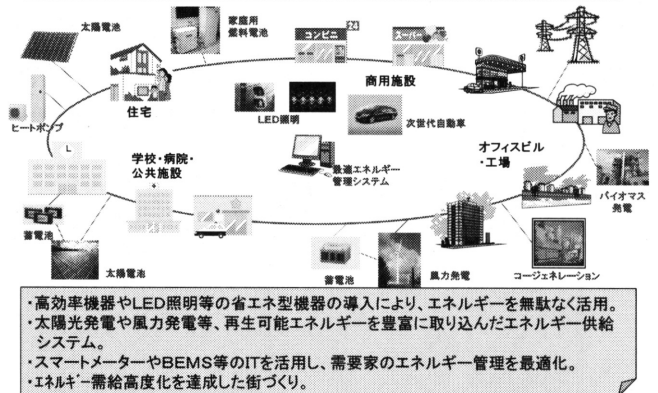 太陽電池
家庭用
燃料電池
コンビニ
24
スーパー
商用施設
住宅
LED照明
次世代自動車
ヒートポンプ
学校・病院・
公共施設
最適エネルギー
管理システム
オフィスビル
・工場
バイオマス
発電
蓄電池
太陽電池
蓄電池
風力発電
コージェネレーション
・高効率機器やLED照明等の省エネ型機器の導入により、エネルギーを無駄なく活用。
・太陽光発電や風力発電等、再生可能エネルギーを豊富に取り込んだエネルギー供給
システム。
・スマートメーターやBEMS等のITを活用し、需要家のエネルギー管理を最適化。
・エネルギー需給高度化を達成した街づくり。